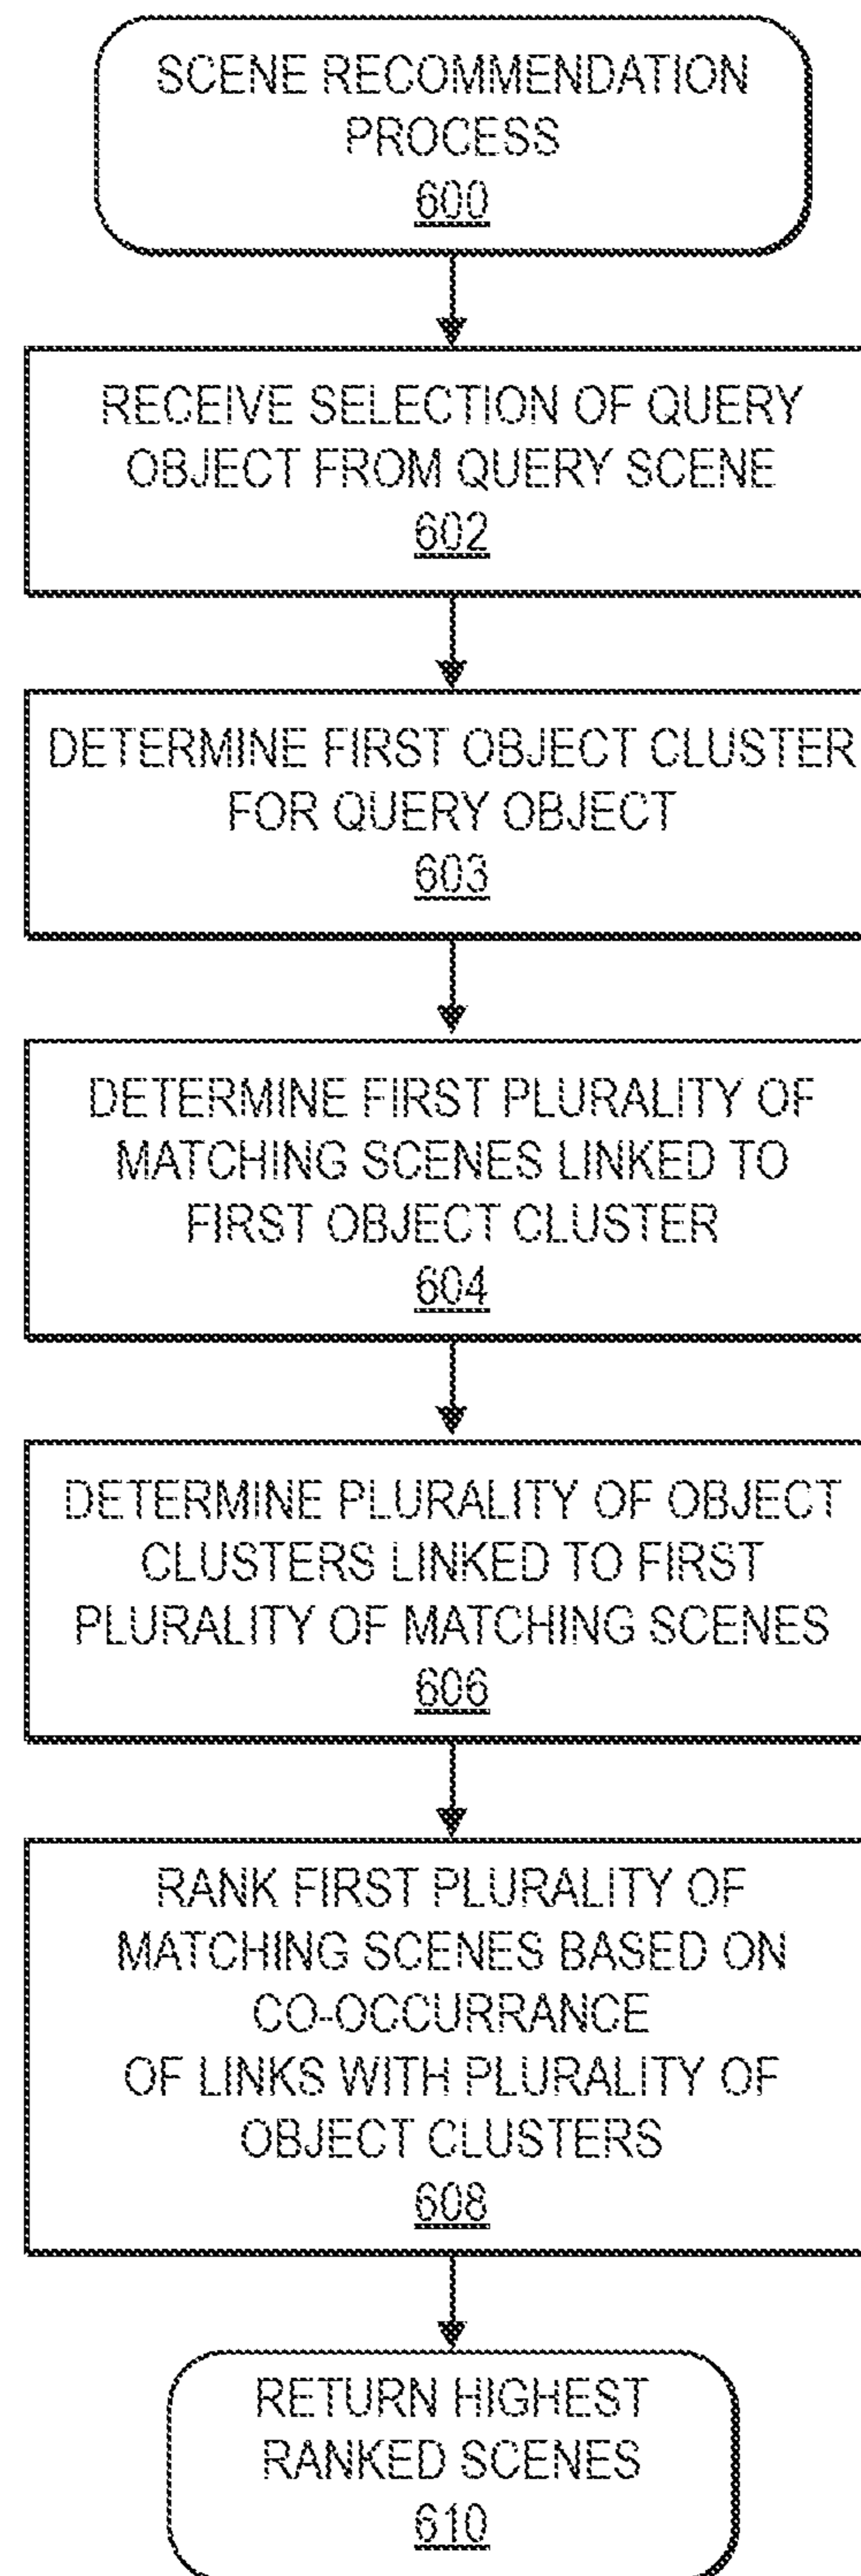 SCENE RECOMMENDATION
PROCESS
600
RECEIVE SELECTION OF QUERY
OBJECT FROM QUERY SCENE
602
DETERMINE FIRST OBJECT CLUSTER
FOR QUERY OBJECT
603
DETERMINE FIRST PLURALITY OF
MATCHING SCENES LINKED TO
FIRST OBJECT CLUSTER
604
DETERMINE PLURALITY OF OBJECT
CLUSTERS LINKED TO FIRST
PLURALITY OF MATCHING SCENES
606
RANK FIRST PLURALITY OF
MATCHING SCENES BASED ON
CO-OCCURRANCE
OF LINKS WITH PLURALITY OF
OBJECT CLUSTERS
608
RETURN HIGHEST
RANKED SCENES
610